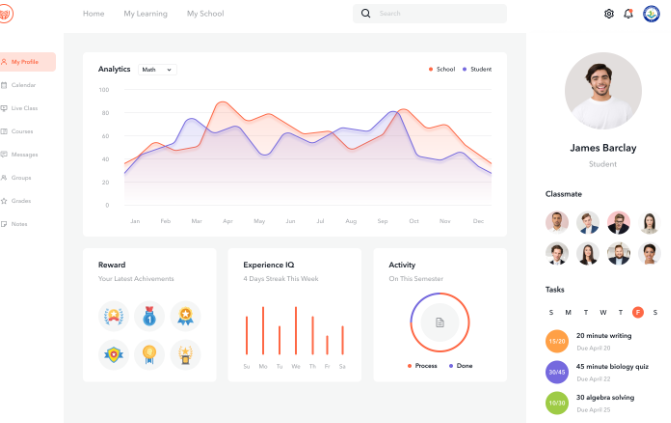 Home My Learning My School
Search
My Profile
Calendar
Live Class
Courses
Messages
Groups
Grades
Notes
Analytics Math
School Student
100
80
60
40
20
0
Jan Feb Mar Apr May Jun Jul Aug Sep Oct Nov Dec
Reward
Your Latest Achivements
1
Experience IQ
4 Days Streak This Week
Su Mo Tu We Th Fr Sa
Activity
On This Semester
Process Done
James Barclay
Student
Classmate
Tasks
S M T W T F S
15/20 20 minute writing
Due April 20
30/45 45 minute biology quiz
Due April 22
10/30 30 algebra solving
Due April 25